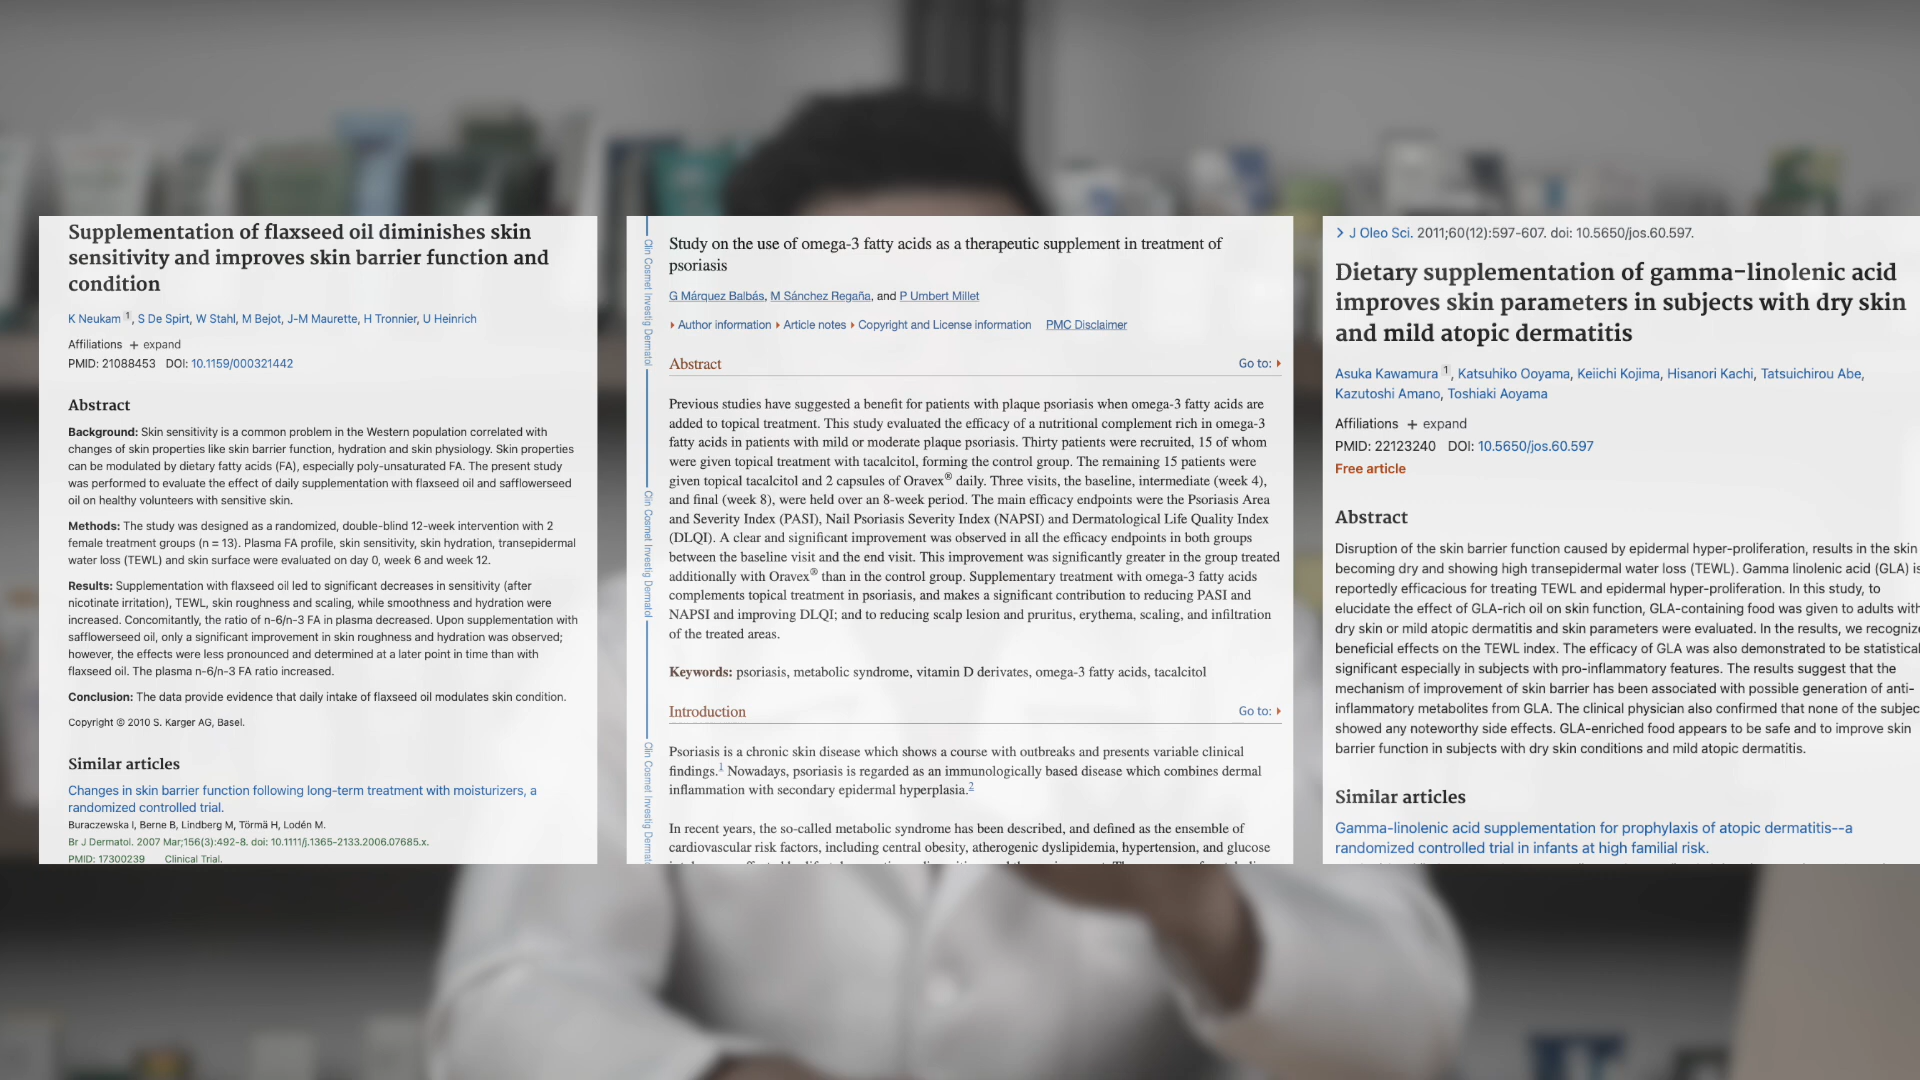 Supplementation of flaxseed oil diminishes skin
sensitivity and improves skin barrier function and
condition
K Neukam 1, S De Spirt, W Stahl, M Bejot, J-M Maurette, H Tronnier, U Heinrich
Affiliations + expand
PMID: 21088453 DOI: 10.1159/000321442
Abstract
Background: Skin sensitivity is a common problem in the Western population correlated with
changes of skin properties like skin barrier function, hydration and skin physiology. Skin properties
can be modulated by dietary fatty acids (FA), especially poly-unsaturated FA. The present study
was performed to evaluate the effect of daily supplementation with flaxseed oil and safflowerseed
oil on healthy volunteers with sensitive skin.
Methods: The study was designed as a randomized, double-blind 12-week intervention with 2
female treatment groups (n = 13). Plasma FA profile, skin sensitivity, skin hydration, transepidermal
water loss (TEWL) and skin surface were evaluated on day 0, week 6 and week 12.
Results: Supplementation with flaxseed oil led to significant decreases in sensitivity (after
nicotinate irritation), TEWL, skin roughness and scaling, while smoothness and hydration were
increased. Concomitantly, the ratio of n-6/n-3 FA in plasma decreased. Upon supplementation with
safflowerseed oil, only a significant improvement in skin roughness and hydration was observed;
however, the effects were less pronounced and determined at a later point in time than with
flaxseed oil. The plasma n-6/n-3 FA ratio increased.
Conclusion: The data provide evidence that daily intake of flaxseed oil modulates skin condition.
Copyright © 2010 S. Karger AG, Basel.
Similar articles
Changes in skin barrier function following long-term treatment with moisturizers, a
randomized controlled trial.
Buraczewska I, Berne B, Lindberg M, Törmä H, Lodén M.
Br J Dermatol. 2007 Mar;156(3):492-8. doi: 10.1111/j.1365-2133.2006.07685.x.
PMID: 17300239 Clinical Trial.
Clin Cosmet Investig Dermatol
Clin Cosmet Investig Dermatol
Clin Cosmet Investig Dermato
Study on the use of omega-3 fatty acids as a therapeutic supplement in treatment of
psoriasis
G Márquez Balbás, M Sánchez Regaña, and P Umbert Millet
Author information Article notes Copyright and License information PMC Disclaimer
Abstract Go to:
Previous studies have suggested a benefit for patients with plaque psoriasis when omega-3 fatty acids are
added to topical treatment. This study evaluated the efficacy of a nutritional complement rich in omega-3
fatty acids in patients with mild or moderate plaque psoriasis. Thirty patients were recruited, 15 of whom
were given topical treatment with tacalcitol, forming the control group. The remaining 15 patients were
given topical tacalcitol and 2 capsules of Oravex® daily. Three visits, the baseline, intermediate (week 4),
and final (week 8), were held over an 8-week period. The main efficacy endpoints were the Psoriasis Area
and Severity Index (PASI), Nail Psoriasis Severity Index (NAPSI) and Dermatological Life Quality Index
(DLQI). A clear and significant improvement was observed in all the efficacy endpoints in both groups
between the baseline visit and the end visit. This improvement was significantly greater in the group treated
additionally with Oravex® than in the control group. Supplementary treatment with omega-3 fatty acids
complements topical treatment in psoriasis, and makes a significant contribution to reducing PASI and
NAPSI and improving DLQI; and to reducing scalp lesion and pruritus, erythema, scaling, and infiltration
of the treated areas.
Keywords: psoriasis, metabolic syndrome, vitamin D derivates, omega-3 fatty acids, tacalcitol
Introduction Go to:
Psoriasis is a chronic skin disease which shows a course with outbreaks and presents variable clinical
findings.1 Nowadays, psoriasis is regarded as an immunologically based disease which combines dermal
inflammation with secondary epidermal hyperplasia.2
In recent years, the so-called metabolic syndrome has been described, and defined as the ensemble of
cardiovascular risk factors, including central obesity, atherogenic dyslipidemia, hypertension, and glucose
> J Oleo Sci. 2011;60(12):597-607. doi: 10.5650/jos.60.597.
Dietary supplementation of gamma-linolenic acid
improves skin parameters in subjects with dry skin
and mild atopic dermatitis
Asuka Kawamura 1, Katsuhiko Ooyama, Keiichi Kojima, Hisanori Kachi, Tatsuichirou Abe,
Kazutoshi Amano, Toshiaki Aoyama
Affiliations + expand
PMID: 22123240 DOI: 10.5650/jos.60.597
Free article
Abstract
Disruption of the skin barrier function caused by epidermal hyper-proliferation, results in the skin
becoming dry and showing high transepidermal water loss (TEWL). Gamma linolenic acid (GLA) is
reportedly efficacious for treating TEWL and epidermal hyper-proliferation. In this study, to
elucidate the effect of GLA-rich oil on skin function, GLA-containing food was given to adults with
dry skin or mild atopic dermatitis and skin parameters were evaluated. In the results, we recognize
beneficial effects on the TEWL index. The efficacy of GLA was also demonstrated to be statistical
significant especially in subjects with pro-inflammatory features. The results suggest that the
mechanism of improvement of skin barrier has been associated with possible generation of anti-
inflammatory metabolites from GLA. The clinical physician also confirmed that none of the subjec
showed any noteworthy side effects. GLA-enriched food appears to be safe and to improve skin
barrier function in subjects with dry skin conditions and mild atopic dermatitis.
Similar articles
Gamma-linolenic acid supplementation for prophylaxis of atopic dermatitis--a
randomized controlled trial in infants at high familial risk.